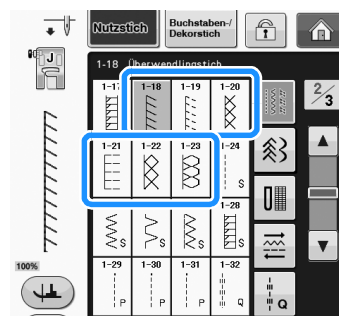 Nutzstich Buchstaben-/
Dekorstich
J
1-18 Überwendlingstich
1-17 1-18 1-19 1-20
2/3
1-21 1-22 1-23 1-24
S
1-28
S S S S
1-29 1-30 1-31 1-32
P P P Q
Q
100%